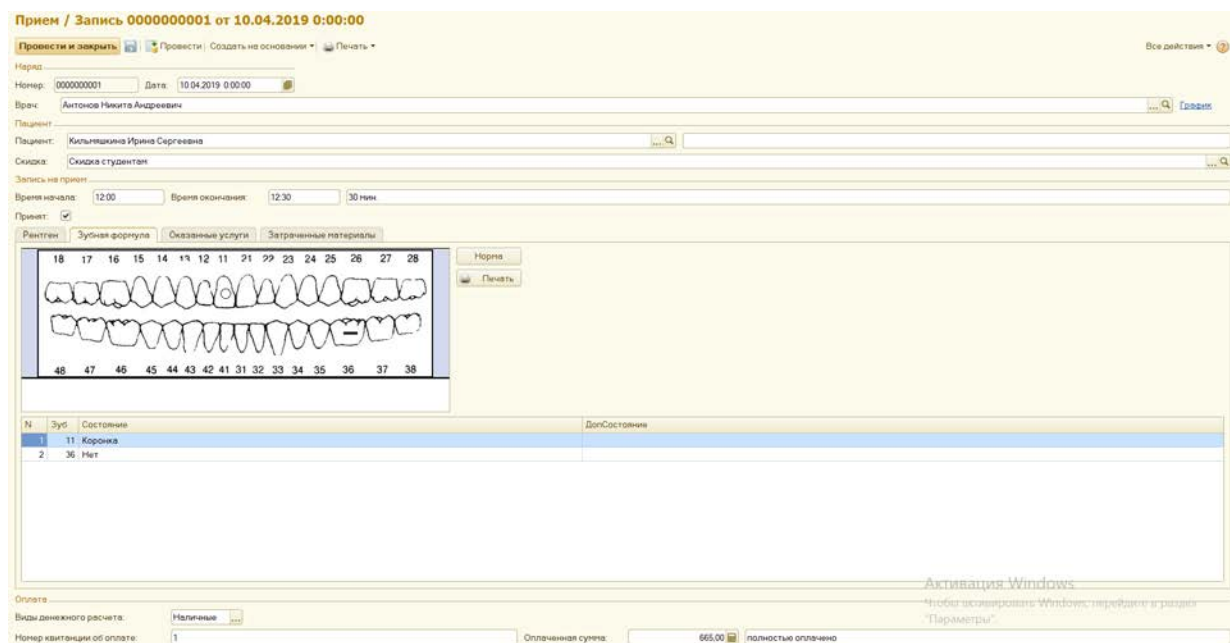 Прием / Запись 0000000001 от 10.04.2019 0:00:00
Провести и закрыть Провести Создать на основании Печать Все действия
Наряд
Номер: 0000000001 Дата: 10.04.2019 0:00:00
Врач: Антонов Никита Андреевич ... График
Пациент
Пациент: Кильмяшкина Ирина Сергеевна ...
Скидка: Скидка студентам ...
Запись на прием
Время начала: 12:00 Время окончания: 12:30 30 мин.
Принят:
Рентген Зубная формула Оказанные услуги Затраченные материалы
18 17 16 15 14 13 12 11 21 22 23 24 25 26 27 28 Норма
Печать
48 47 46 45 44 43 42 41 31 32 33 34 35 36 37 38
N Зуб Состояние ДопСостояние
1 11 Коронка
2 36 Нет
Активация Windows
Чтобы активировать Windows, перейдите в раздел
"Параметры".
Оплата
Виды денежного расчета: Наличные ...
Номер квитанции об оплате: 1 Оплаченная сумма: 665,00 полностью оплачено